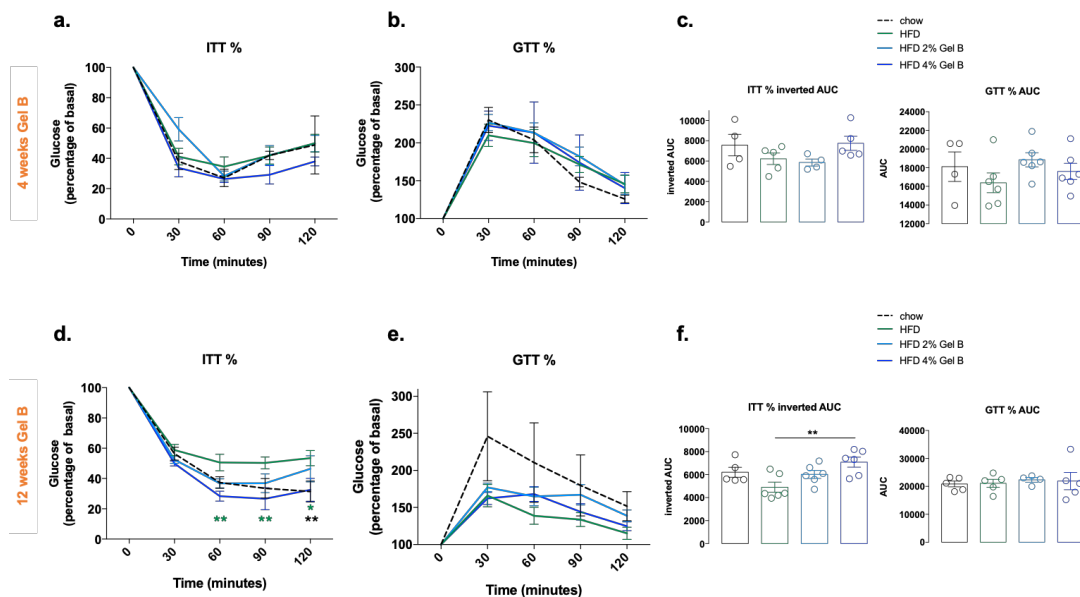 a.
b.
c.
chow
HFD
HFD 2% Gel B
HFD 4% Gel B
4 weeks Gel B
ITT %
Glucose
(percentage of basal)
100
80
60
40
20
0
0
30
60
90
120
Time (minutes)
GTT %
Glucose
(percentage of basal)
300
250
200
150
100
0
30
60
90
120
Time (minutes)
ITT % inverted AUC
inverted AUC
10000
8000
6000
4000
2000
0
GTT % AUC
AUC
22000
20000
18000
16000
14000
12000
d.
e.
f.
chow
HFD
HFD 2% Gel B
HFD 4% Gel B
12 weeks Gel B
ITT %
Glucose
(percentage of basal)
100
80
60
40
20
0
** ** *
**
0
30
60
90
120
Time (minutes)
GTT %
Glucose
(percentage of basal)
300
250
200
150
100
0
30
60
90
120
Time (minutes)
ITT % inverted AUC
inverted AUC
10000
8000
6000
4000
2000
0
**
GTT % AUC
AUC
40000
30000
20000
10000
0